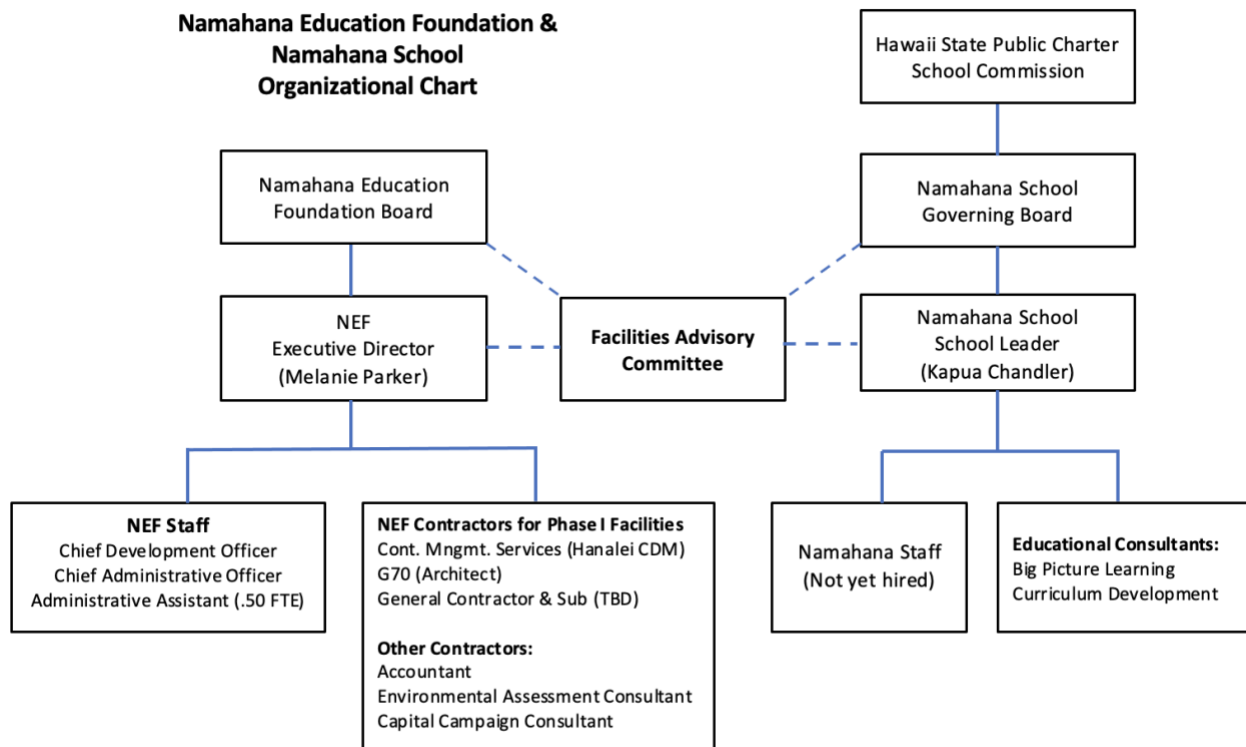 Namahana Education Foundation &
Namahana School
Organizational Chart
Hawaii State Public Charter
School Commission
Namahana Education
Foundation Board
Namahana School
Governing Board
NEF
Executive Director
(Melanie Parker)
Facilities Advisory
Committee
Namahana School
School Leader
(Kapua Chandler)
NEF Staff
Chief Development Officer
Chief Administrative Officer
Administrative Assistant (.50 FTE)
NEF Contractors for Phase I Facilities
Cont. Mngmt. Services (Hanalei CDM)
G70 (Architect)
General Contractor & Sub (TBD)
Other Contractors:
Accountant
Environmental Assessment Consultant
Capital Campaign Consultant
Namahana Staff
(Not yet hired)
Educational Consultants:
Big Picture Learning
Curriculum Development